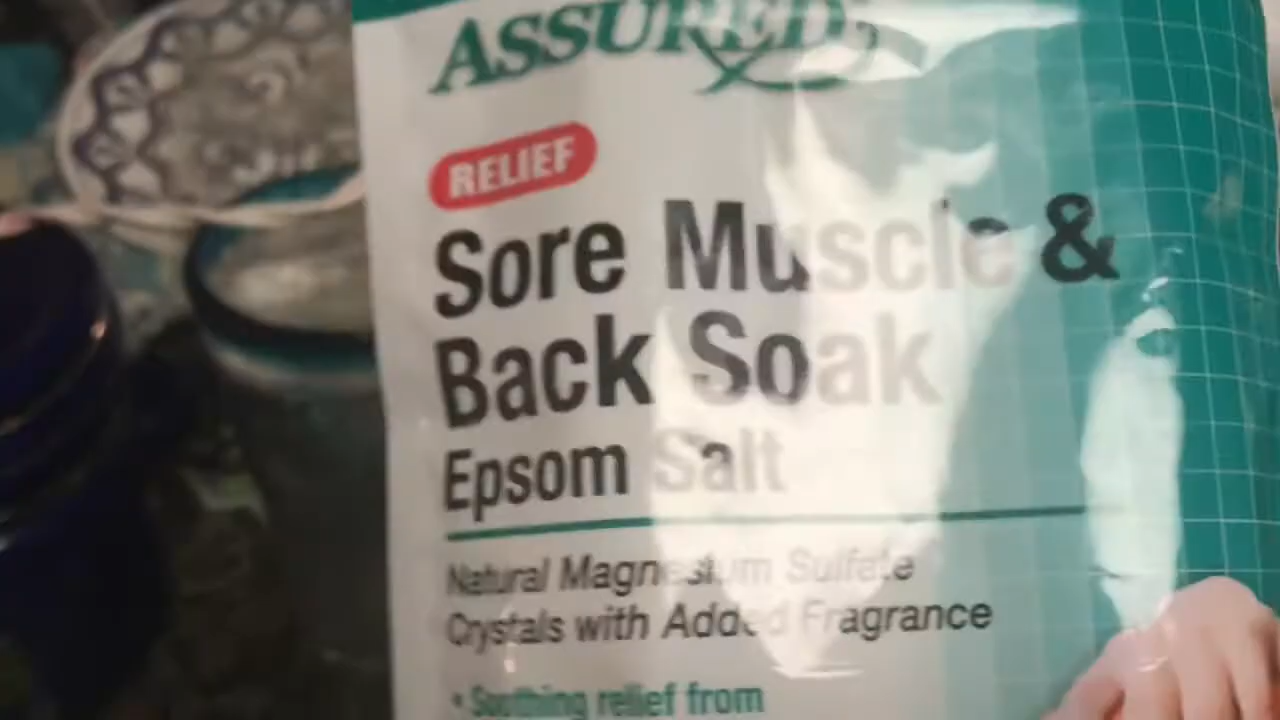 ASSURED
RELIEF
Sore Muscle &
Back Soak
Epsom Salt
Natural Magnesium Sulfate
Crystals with Added Fragrance
• Soothing relief from